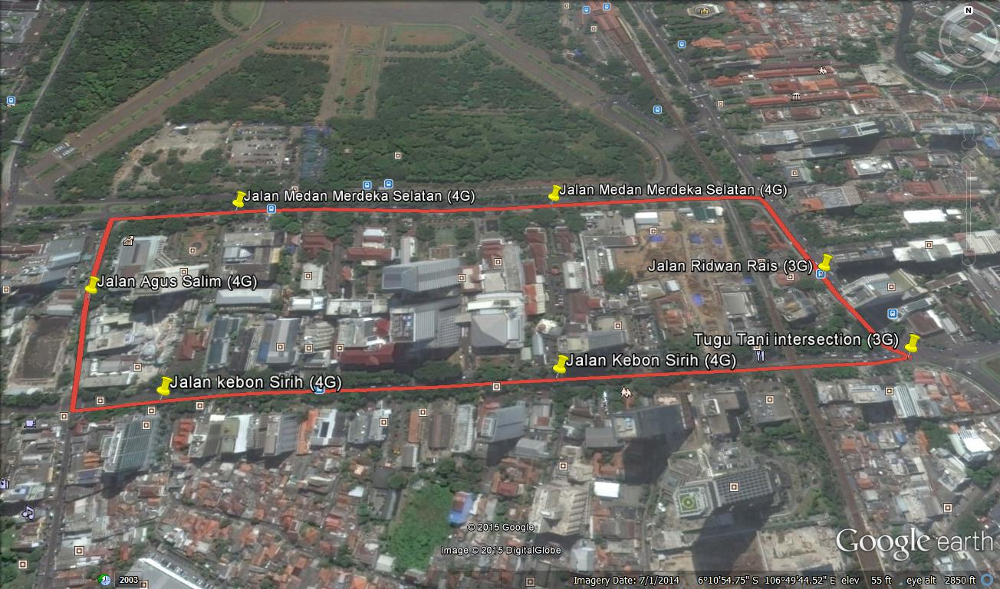 N
Jalan Medan Merdeka Selatan (4G)
Jalan Medan Merdeka Selatan (4G)
Jalan Ridwan Rais (3G)
Jalan Agus Salim (4G)
Tugu Tani intersection (3G)
Jalan Kebon Sirih (4G)
Jalan kebon Sirih (4G)
© 2015 Google
Image © 2015 DigitalGlobe
Google earth
2003
Imagery Date: 7/1/2014 6°10'54.75" S 106°49'44.52" E elev 55 ft eye alt 2850 ft